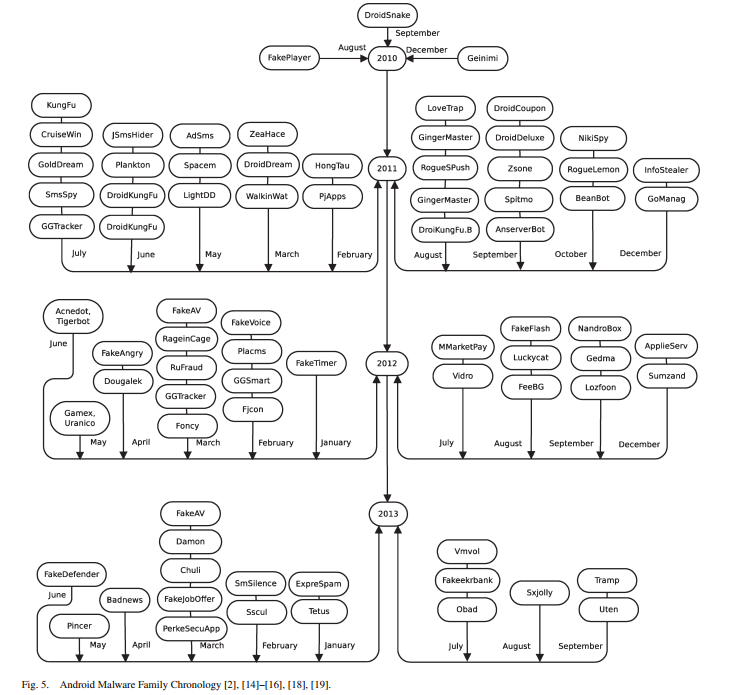 DroidSnake
September
August
December
FakePlayer
2010
Geinimi
KungFu
CruiseWin
GoldDream
SmsSpy
GGTracker
July
JSmsHider
Plankton
DroidKungFu
DroidKungFu
June
AdSms
Spacem
LightDD
May
ZeaHace
DroidDream
WalkinWat
March
HongTau
PjApps
February
2011
LoveTrap
GingerMaster
RogueSPush
GingerMaster
DroiKungFu.B
August
DroidCoupon
DroidDeluxe
Zsone
Spitmo
AnserverBot
September
NikiSpy
RogueLemon
BeanBot
October
InfoStealer
GoManag
December
Acnedot,
Tigerbot
June
Gamex,
Uranico
May
FakeAngry
Dougalek
April
FakeAV
RageinCage
RuFraud
GGTracker
Foncy
March
FakeVoice
Placms
GGSmart
Fjcon
February
FakeTimer
January
2012
MMarketPay
Vidro
July
FakeFlash
Luckycat
FeeBG
August
NandroBox
Gedma
Lozfoon
September
ApplieServ
Sumzand
December
FakeDefender
June
Pincer
May
Badnews
April
FakeAV
Damon
Chuli
FakeJobOffer
PerkeSecuApp
March
SmSilence
Sscul
February
ExpreSpam
Tetus
January
2013
Vmvol
Fakeekrbank
Obad
July
Sxjolly
August
Tramp
Uten
September
Fig. 5. Android Malware Family Chronology [2], [14]–[16], [18], [19].